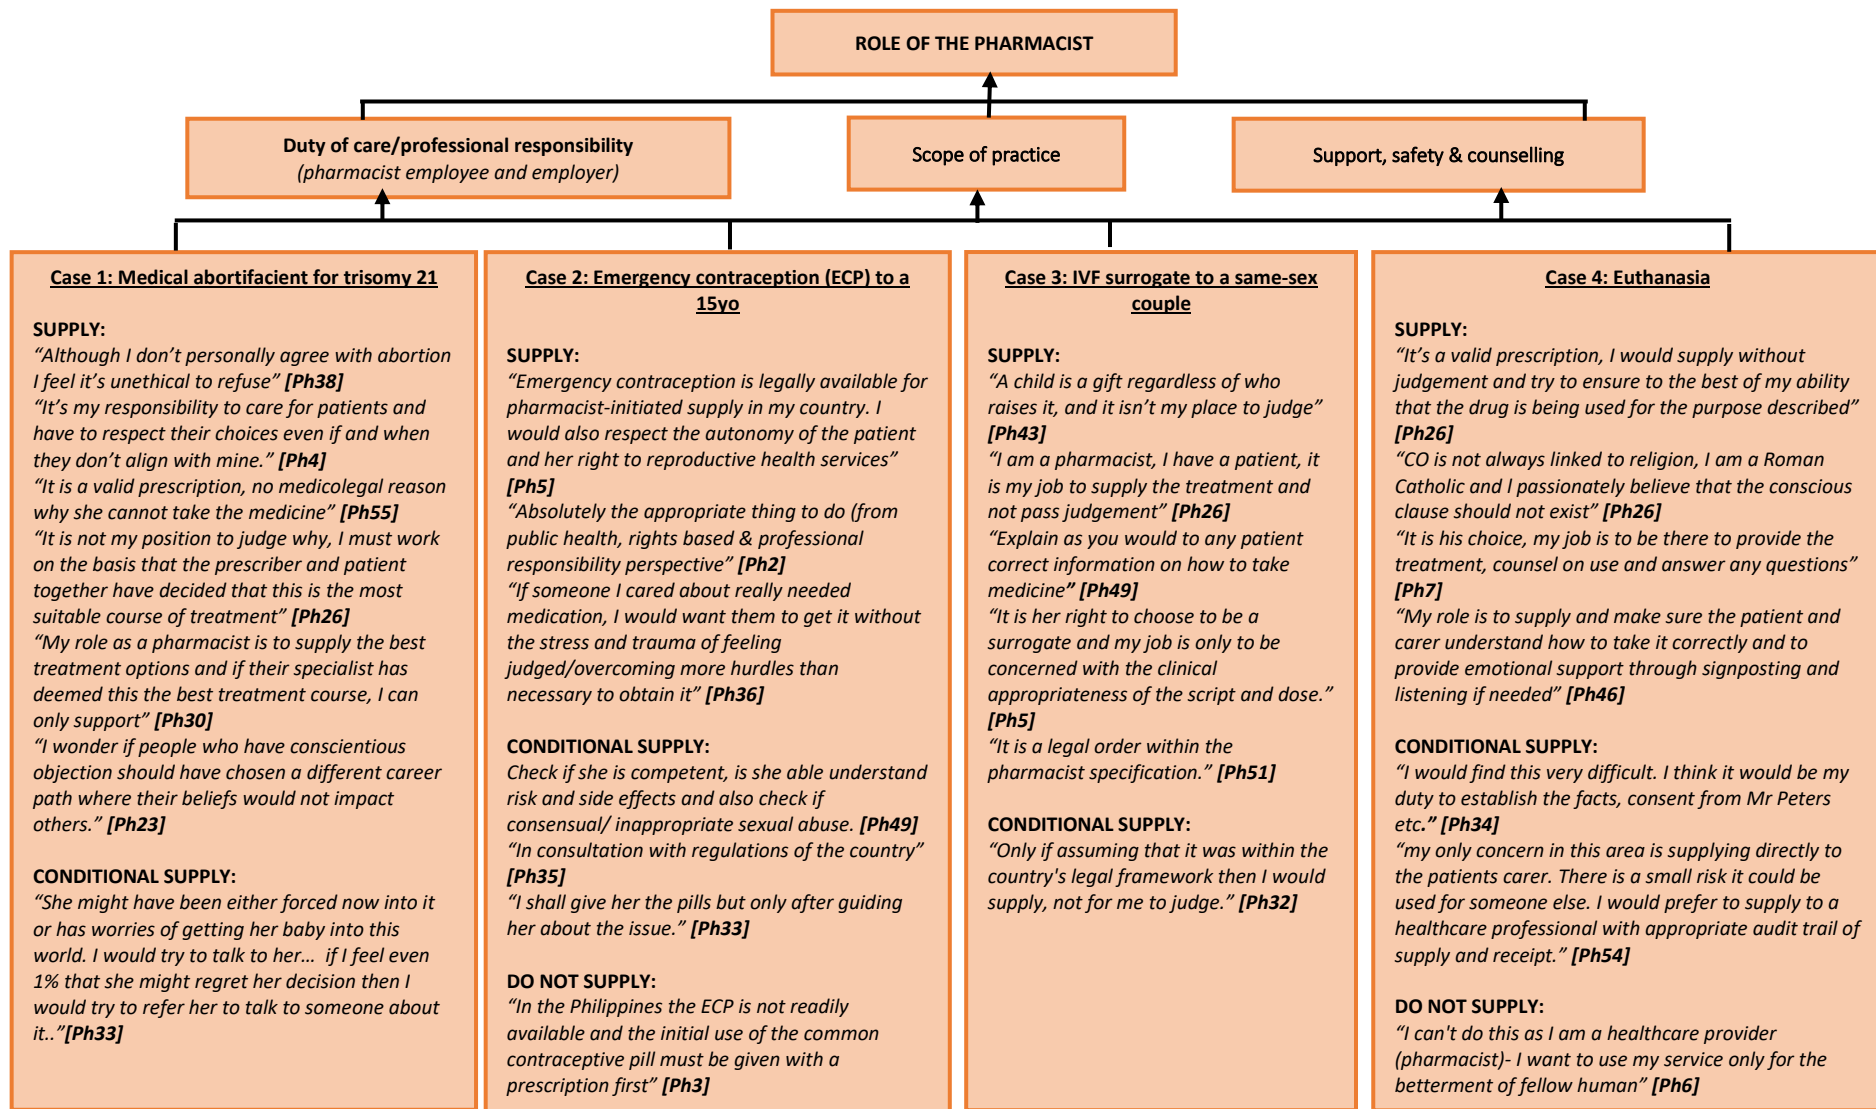 ROLE OF THE PHARMACIST
Duty of care/professional responsibility
(pharmacist employee and employer)
Scope of practice
Support, safety & counselling
Case 1: Medical abortifacient for trisomy 21
SUPPLY:
“Although I don’t personally agree with abortion
I feel it’s unethical to refuse” [Ph38]
“It’s my responsibility to care for patients and
have to respect their choices even if and when
they don’t align with mine.” [Ph4]
“It is a valid prescription, no medicolegal reason
why she cannot take the medicine” [Ph55]
“It is not my position to judge why, I must work
on the basis that the prescriber and patient
together have decided that this is the most
suitable course of treatment” [Ph26]
“My role as a pharmacist is to supply the best
treatment options and if their specialist has
deemed this the best treatment course, I can
only support” [Ph30]
“I wonder if people who have conscientious
objection should have chosen a different career
path where their beliefs would not impact
others.” [Ph23]
CONDITIONAL SUPPLY:
“She might have been either forced now into it
or has worries of getting her baby into this
world. I would try to talk to her… if I feel even
1% that she might regret her decision then I
would try to refer her to talk to someone about
it..”[Ph33]
Case 2: Emergency contraception (ECP) to a
15yo
SUPPLY:
“Emergency contraception is legally available for
pharmacist-initiated supply in my country. I
would also respect the autonomy of the patient
and her right to reproductive health services”
[Ph5]
“Absolutely the appropriate thing to do (from
public health, rights based & professional
responsibility perspective” [Ph2]
“If someone I cared about really needed
medication, I would want them to get it without
the stress and trauma of feeling
judged/overcoming more hurdles than
necessary to obtain it” [Ph36]
CONDITIONAL SUPPLY:
Check if she is competent, is she able understand
risk and side effects and also check if
consensual/ inappropriate sexual abuse. [Ph49]
“In consultation with regulations of the country”
[Ph35]
“I shall give her the pills but only after guiding
her about the issue.” [Ph33]
DO NOT SUPPLY:
“In the Philippines the ECP is not readily
available and the initial use of the common
contraceptive pill must be given with a
prescription first” [Ph3]
Case 3: IVF surrogate to a same-sex
couple
SUPPLY:
“A child is a gift regardless of who
raises it, and it isn’t my place to judge”
[Ph43]
“I am a pharmacist, I have a patient, it
is my job to supply the treatment and
not pass judgement” [Ph26]
“Explain as you would to any patient
correct information on how to take
medicine” [Ph49]
“It is her right to choose to be a
surrogate and my job is only to be
concerned with the clinical
appropriateness of the script and dose.”
[Ph5]
“It is a legal order within the
pharmacist specification.” [Ph51]
CONDITIONAL SUPPLY:
“Only if assuming that it was within the
country's legal framework then I would
supply, not for me to judge.” [Ph32]
Case 4: Euthanasia
SUPPLY:
“It’s a valid prescription, I would supply without
judgement and try to ensure to the best of my ability
that the drug is being used for the purpose described”
[Ph26]
“CO is not always linked to religion, I am a Roman
Catholic and I passionately believe that the conscious
clause should not exist” [Ph26]
“It is his choice, my job is to be there to provide the
treatment, counsel on use and answer any questions”
[Ph7]
“My role is to supply and make sure the patient and
carer understand how to take it correctly and to
provide emotional support through signposting and
listening if needed” [Ph46]
CONDITIONAL SUPPLY:
“I would find this very difficult. I think it would be my
duty to establish the facts, consent from Mr Peters
etc.” [Ph34]
“my only concern in this area is supplying directly to
the patients carer. There is a small risk it could be
used for someone else. I would prefer to supply to a
healthcare professional with appropriate audit trail of
supply and receipt.” [Ph54]
DO NOT SUPPLY:
“I can't do this as I am a healthcare provider
(pharmacist)- I want to use my service only for the
betterment of fellow human” [Ph6]